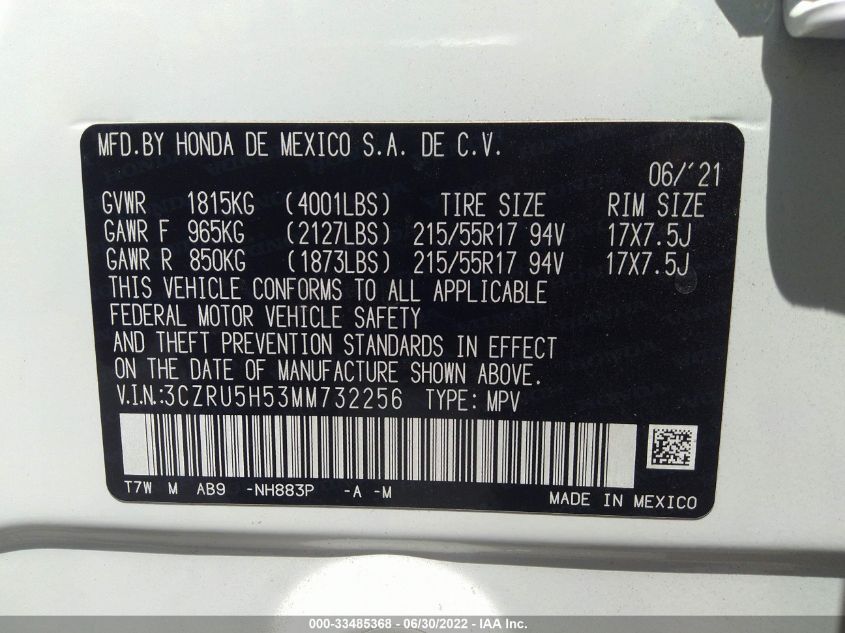 MFD.BY HONDA DE MEXICO S.A. DE C.V.
06/'21
GVWR 1815KG (4001LBS) TIRE SIZE RIM SIZE
GAWR F 965KG (2127LBS) 215/55R17 94V 17X7.5J
GAWR R 850KG (1873LBS) 215/55R17 94V 17X7.5J
THIS VEHICLE CONFORMS TO ALL APPLICABLE
FEDERAL MOTOR VEHICLE SAFETY
AND THEFT PREVENTION STANDARDS IN EFFECT
ON THE DATE OF MANUFACTURE SHOWN ABOVE.
V.I.N.:3CZRU5H53MM732256 TYPE: MPV
T7W M AB9 -NH883P -A -M
MADE IN MEXICO
000-33485368 - 06/30/2022 - IAA Inc.